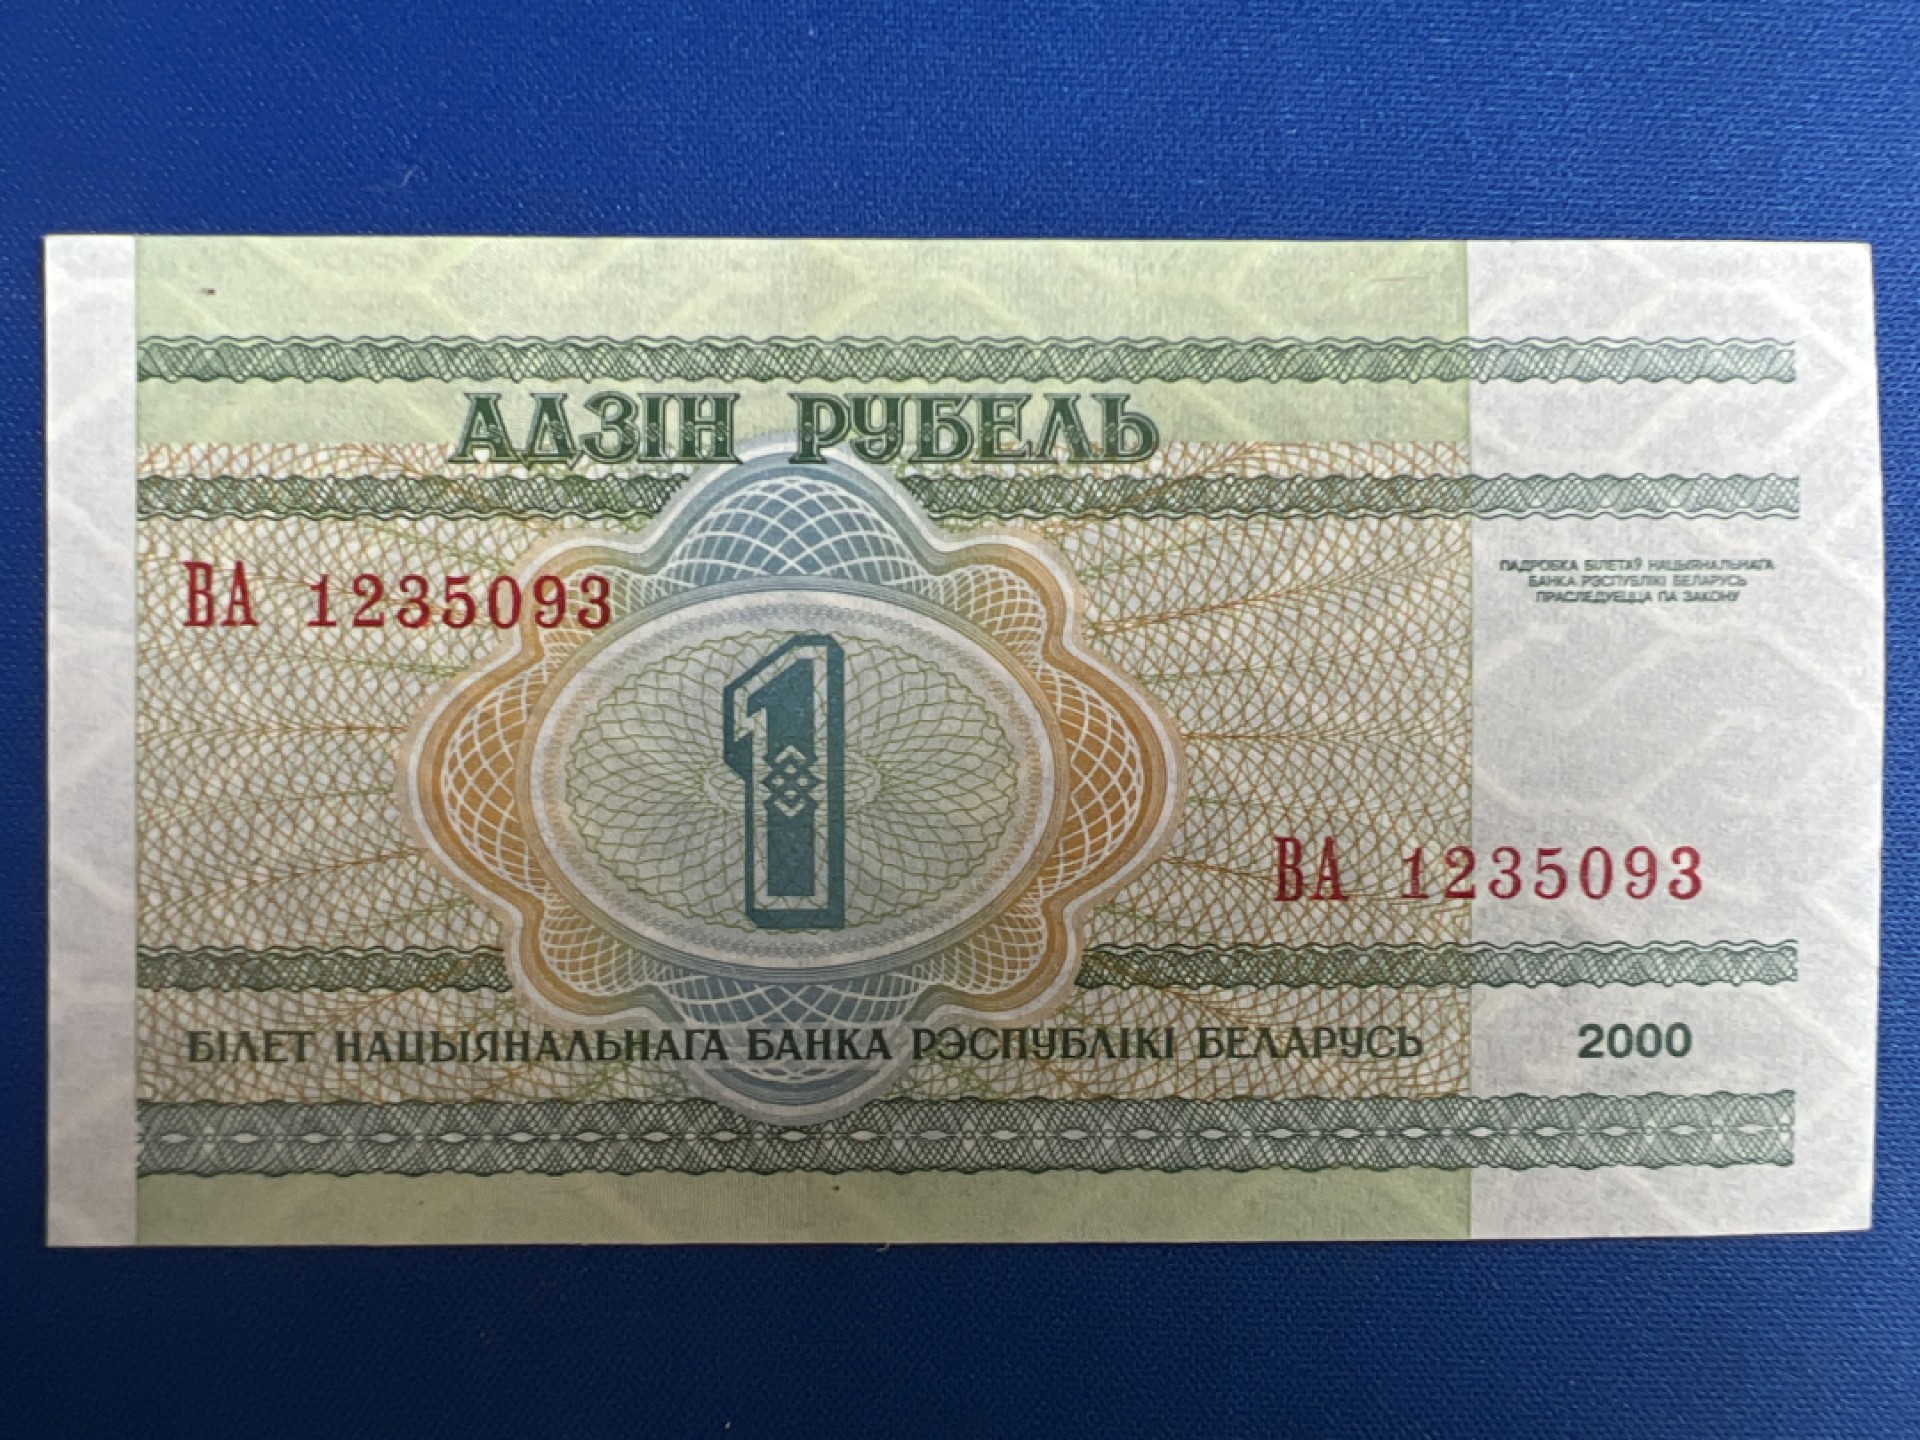 АДЗІН РУБЕЛЬ
ПАДРОБКА БІЛЕТАЎ НАЦЫЯНАЛЬНАГА
БАНКА РЭСПУБЛІКІ БЕЛАРУСЬ
ПРАСЛЕДУЕЦЦА ПА ЗАКОНУ
ВА 1235093
1
ВА 1235093
БІЛЕТ НАЦЫЯНАЛЬНАГА БАНКА РЭСПУБЛІКІ БЕЛАРУСЬ 2000